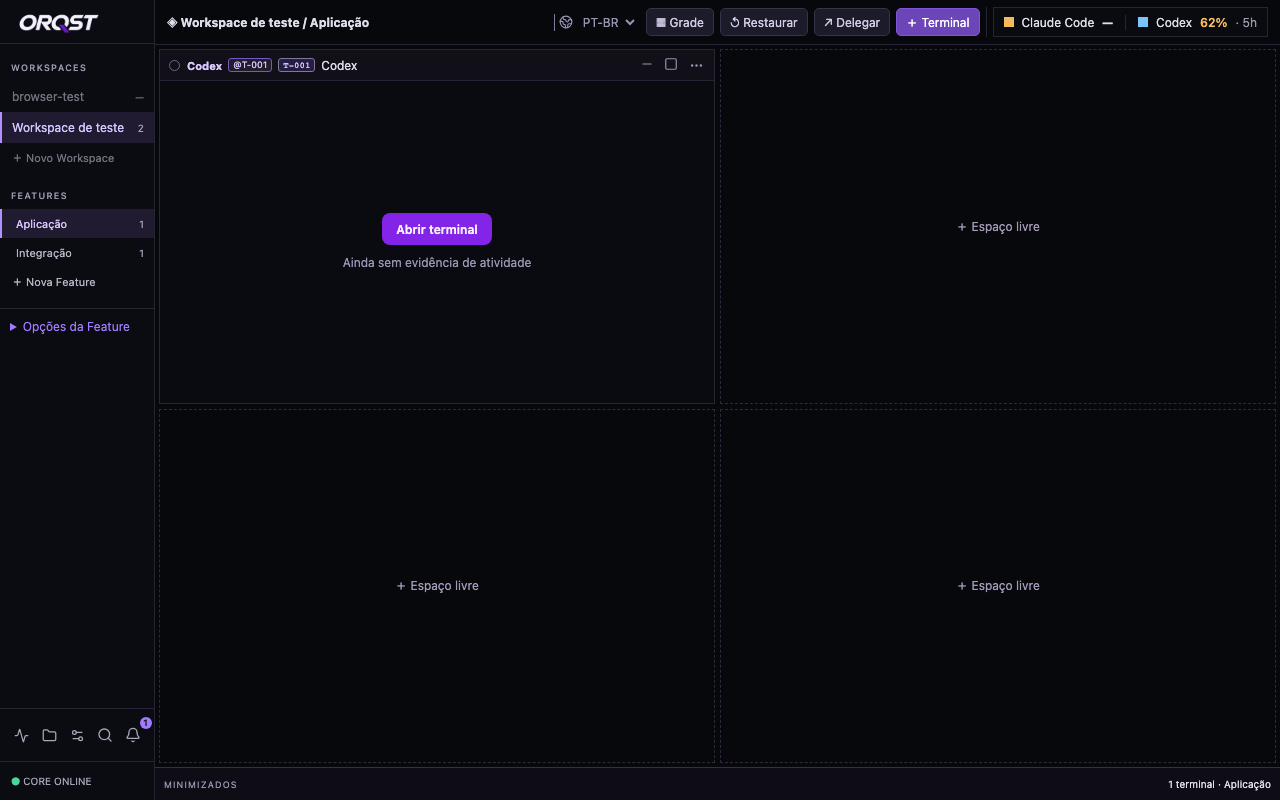 ORQST
WORKSPACES
browser-test —
Workspace de teste 2
+ Novo Workspace
FEATURES
Aplicação 1
Integração 1
+ Nova Feature
▶ Opções da Feature
1
CORE ONLINE
◈ Workspace de teste / Aplicação
PT-BR
▦ Grade
↺ Restaurar
↗ Delegar
+ Terminal
Claude Code —
Codex 62% · 5h
Codex @T-001 T-001 Codex
Abrir terminal
Ainda sem evidência de atividade
+ Espaço livre
+ Espaço livre
+ Espaço livre
MINIMIZADOS
1 terminal · Aplicação